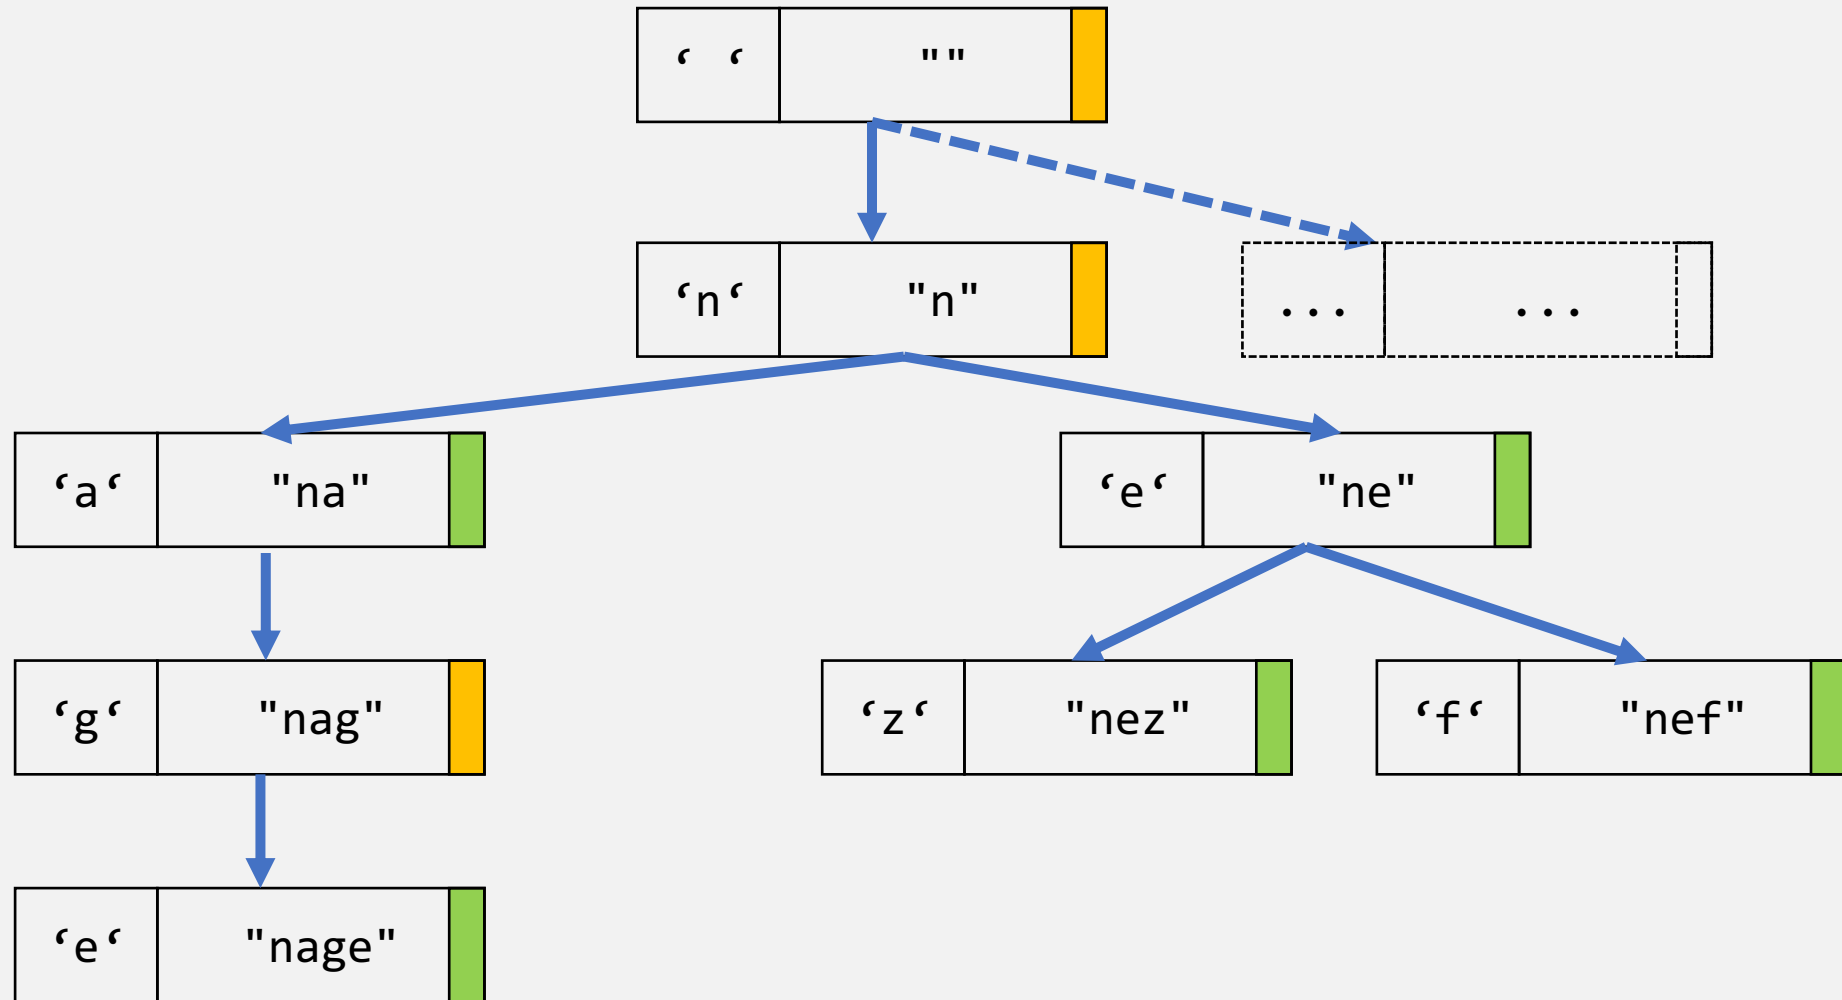 ‘ ‘ ""
‘n‘ "n"
... ...
‘a‘ "na"
‘e‘ "ne"
‘g‘ "nag"
‘z‘ "nez"
‘f‘ "nef"
‘e‘ "nage"